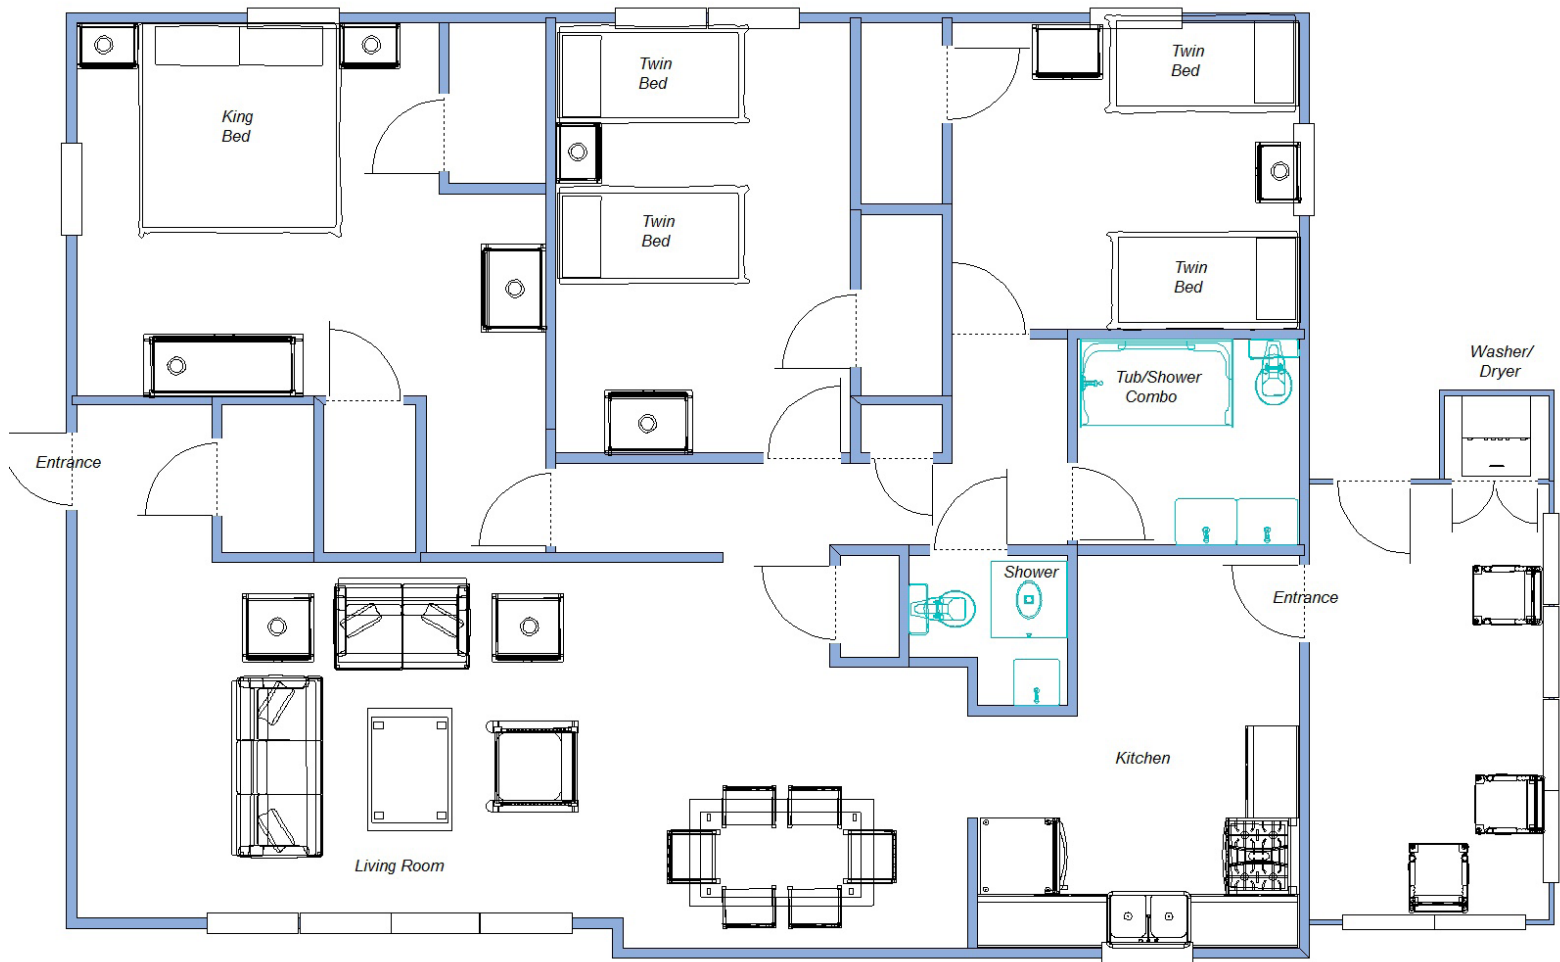 King
Bed
Twin
Bed
Twin
Bed
Twin
Bed
Twin
Bed
Tub/Shower
Combo
Washer/
Dryer
Entrance
Shower
Entrance
Kitchen
Living Room